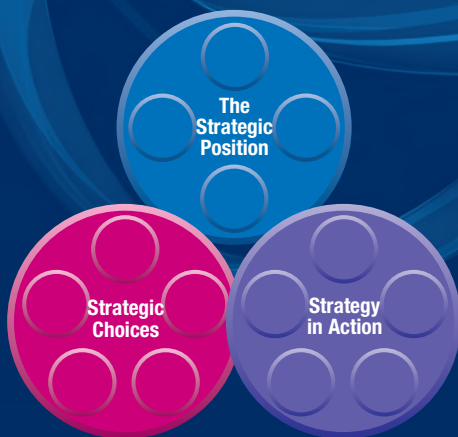 The
Strategic
Position
Strategic
Choices
Strategy
in Action